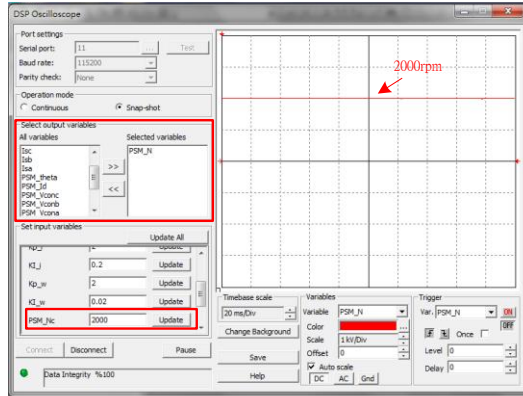 DSP Oscilloscope
Port settings
Serial port: 11 ... Test
Baud rate: 115200
Parity check: None
Operation mode
Continuous Snap-shot
Select output variables
All variables Selected variables
Isc
Isb
Isa
PSM_theta
PSM_Id
PSM_Vconc
PSM_Vconb
PSM_Vcona
>>
<<
PSM_N
Set input variables
Update All
2 Update
KI_i 0.2 Update
Kp_w 2 Update
KI_w 0.02 Update
PSM_Nc 2000 Update
Connect Disconnect Pause
Data Integrity %100
2000rpm
Timebase scale
20 ms/Div
Change Background
Save
Help
Variables
Variable PSM_N
Color ...
Scale 1kV/Div
Offset 0
Auto scale
DC AC Gnd
Trigger
Var. PSM_N ON
OFF
Once
Level 0
Delay 0